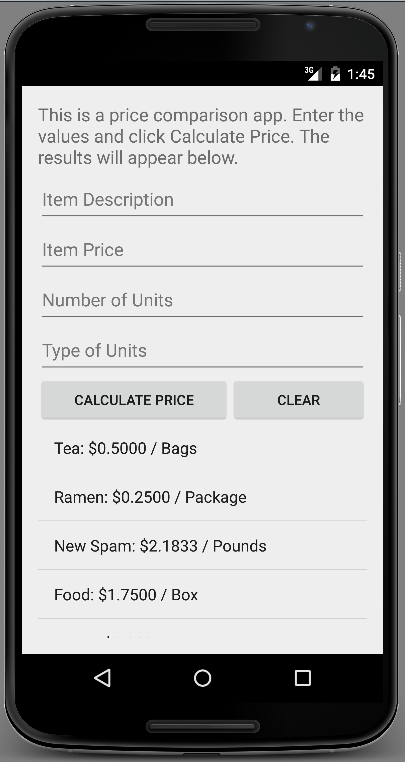 3G 1:45
This is a price comparison app. Enter the
values and click Calculate Price. The
results will appear below.
Item Description
Item Price
Number of Units
Type of Units
CALCULATE PRICE CLEAR
Tea: $0.5000 / Bags
Ramen: $0.2500 / Package
New Spam: $2.1833 / Pounds
Food: $1.7500 / Box